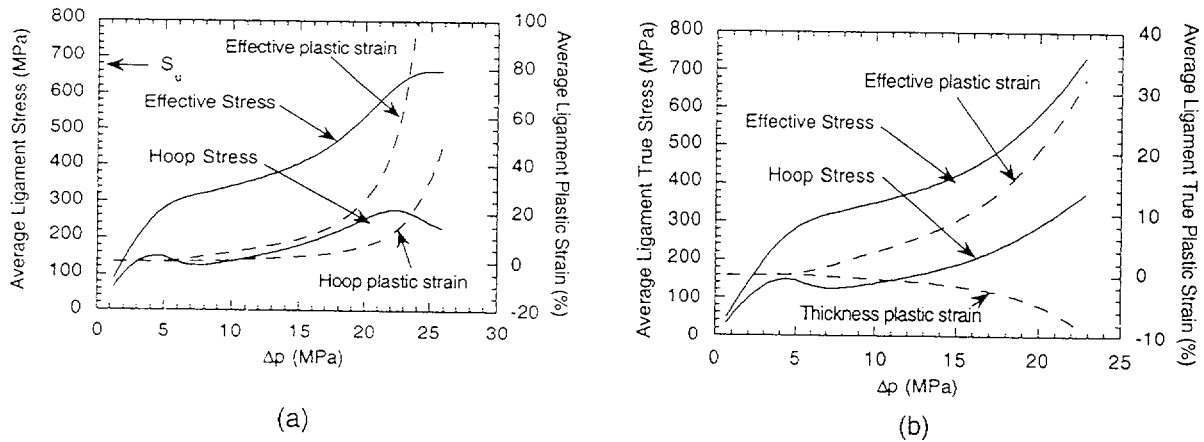 800
700
600
500
400
300
200
100
0
Average Ligament Stress (MPa)
S_u
Effective plastic strain
Effective Stress
Hoop Stress
Hoop plastic strain
100
80
60
40
20
0
-20
Average Ligament Plastic Strain (%)
0 5 10 15 20 25 30
Δp (MPa)
(a)
800
700
600
500
400
300
200
100
0
Average Ligament True Stress (MPa)
Effective plastic strain
Effective Stress
Hoop Stress
Thickness plastic strain
40
30
20
10
0
-10
Average Ligament True Plastic Strain (%)
0 5 10 15 20 25
Δp (MPa)
(b)